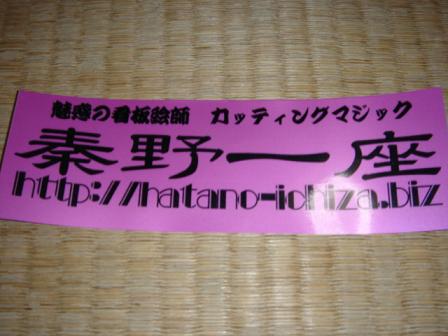 魅惑の看板絵師 カッティングマジック
秦野一座
http://hatano-ichiza.biz